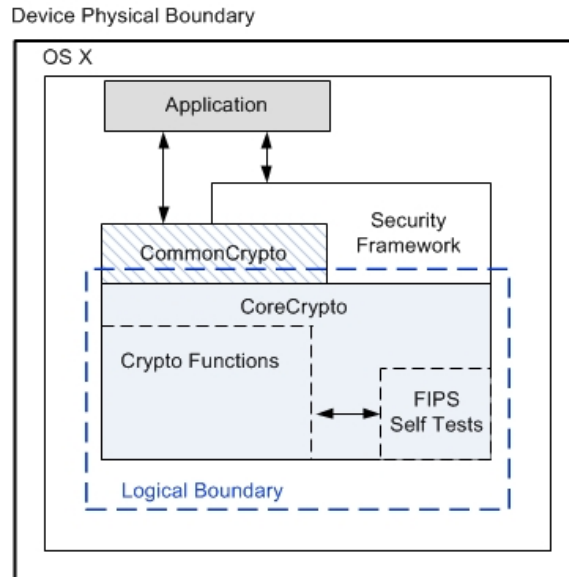 Device Physical Boundary
OS X
Application
Security
Framework
CommonCrypto
CoreCrypto
Crypto Functions
FIPS
Self Tests
Logical Boundary